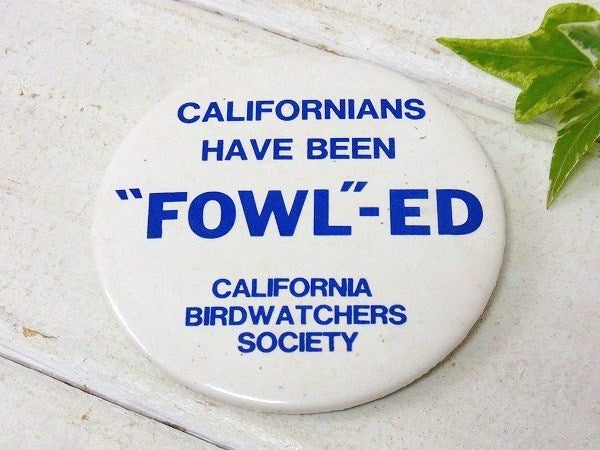 CALIFORNIANS
HAVE BEEN
"FOWL"-ED
CALIFORNIA
BIRDWATCHERS
SOCIETY